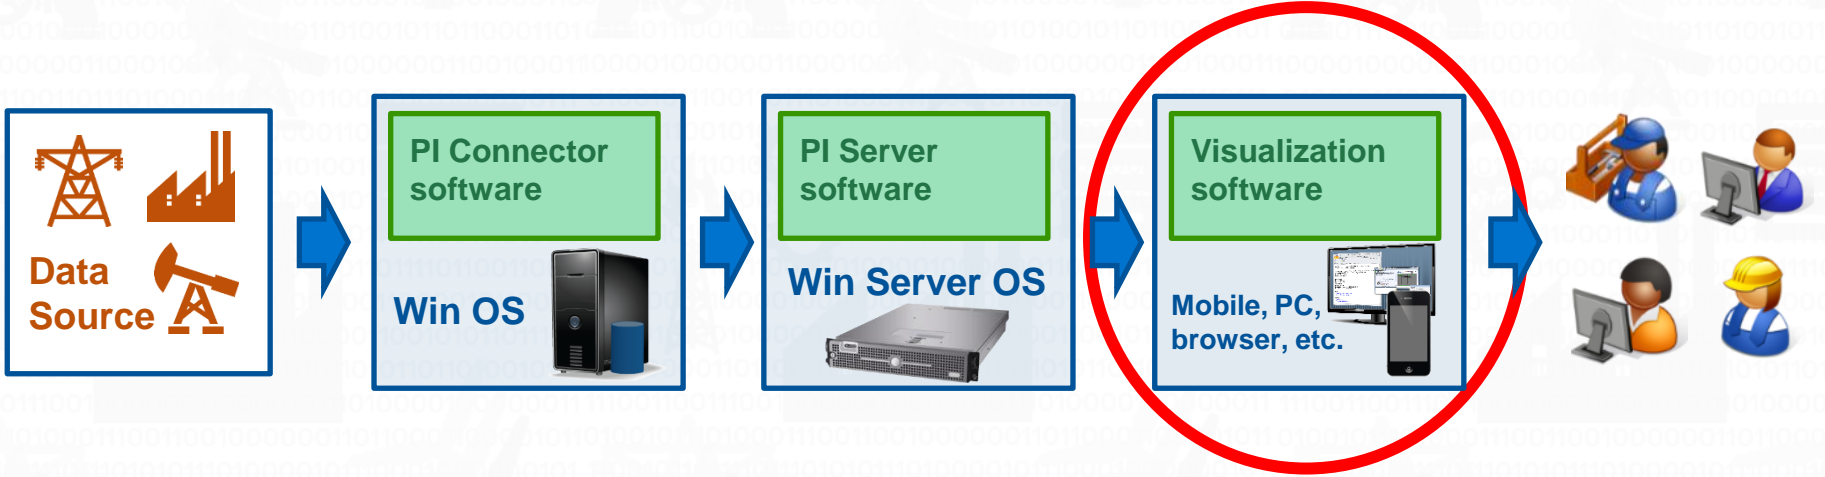 Data
Source
PI Connector
software
Win OS
PI Server
software
Win Server OS
Visualization
software
Mobile, PC,
browser, etc.